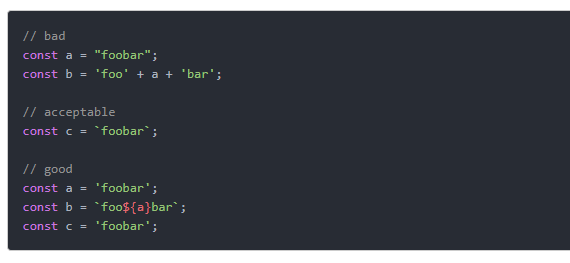 // bad
const a = "foobar";
const b = 'foo' + a + 'bar';
// acceptable
const c = `foobar`;
// good
const a = 'foobar';
const b = `foo${a}bar`;
const c = 'foobar';